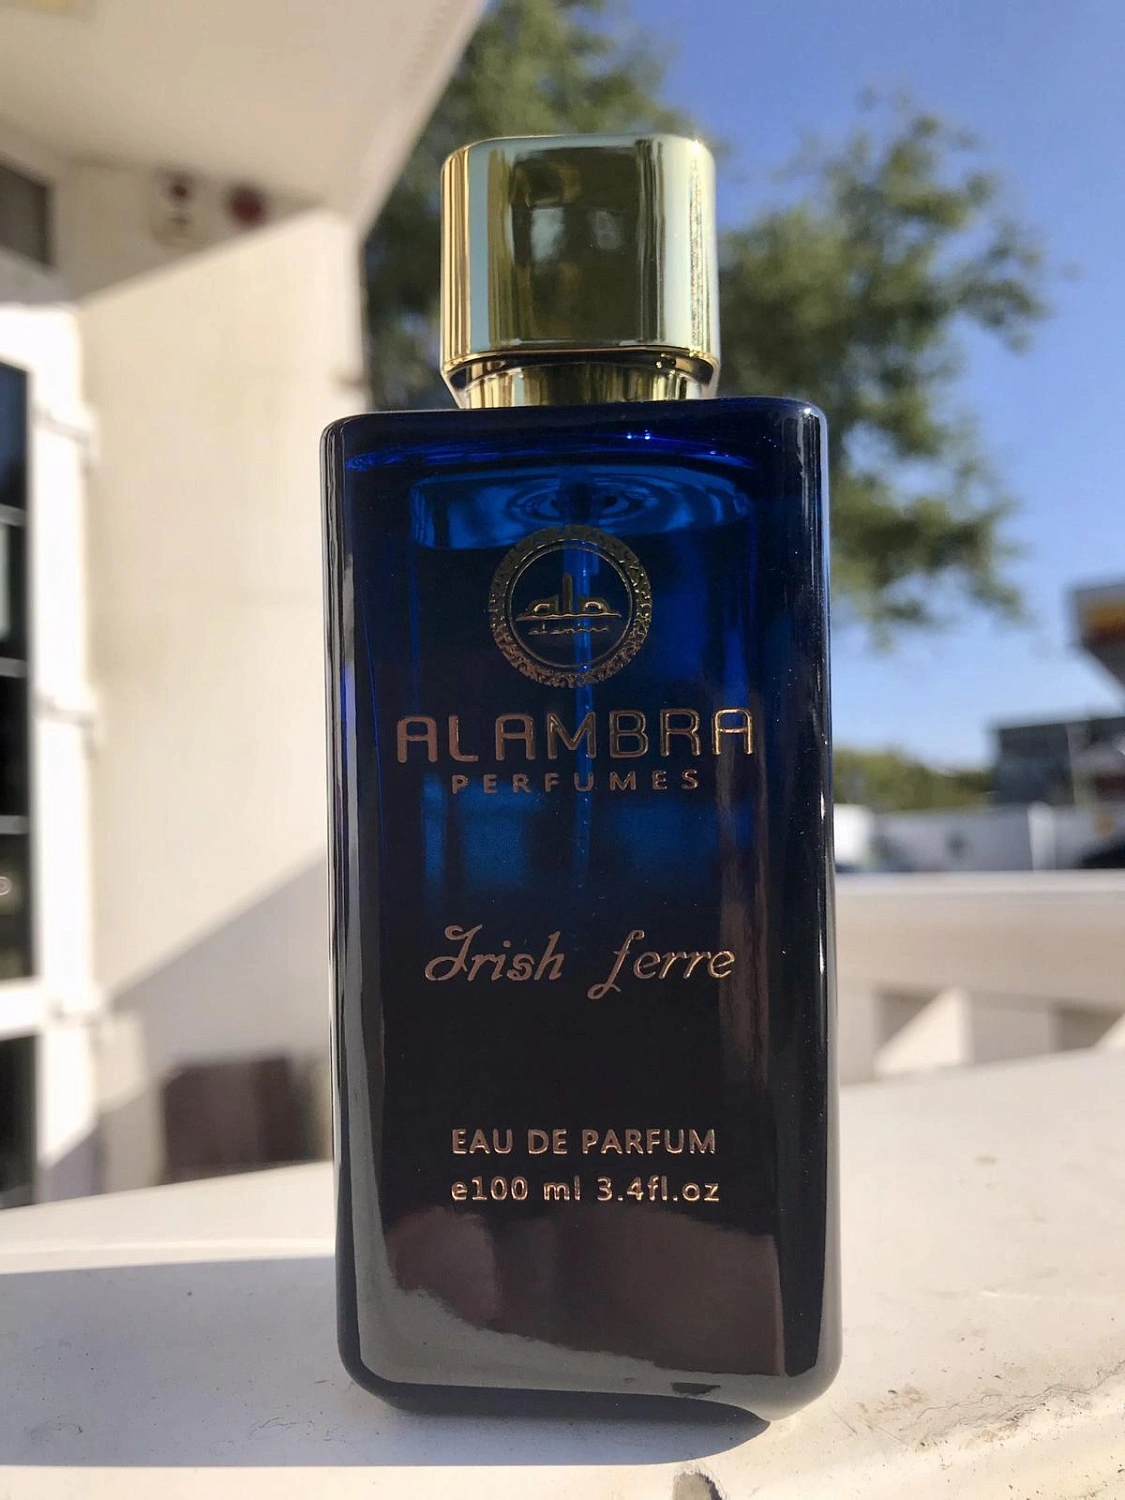 ALAMBRA
PERFUMES
Irish ferre
EAU DE PARFUM
e100 ml 3.4fl.oz